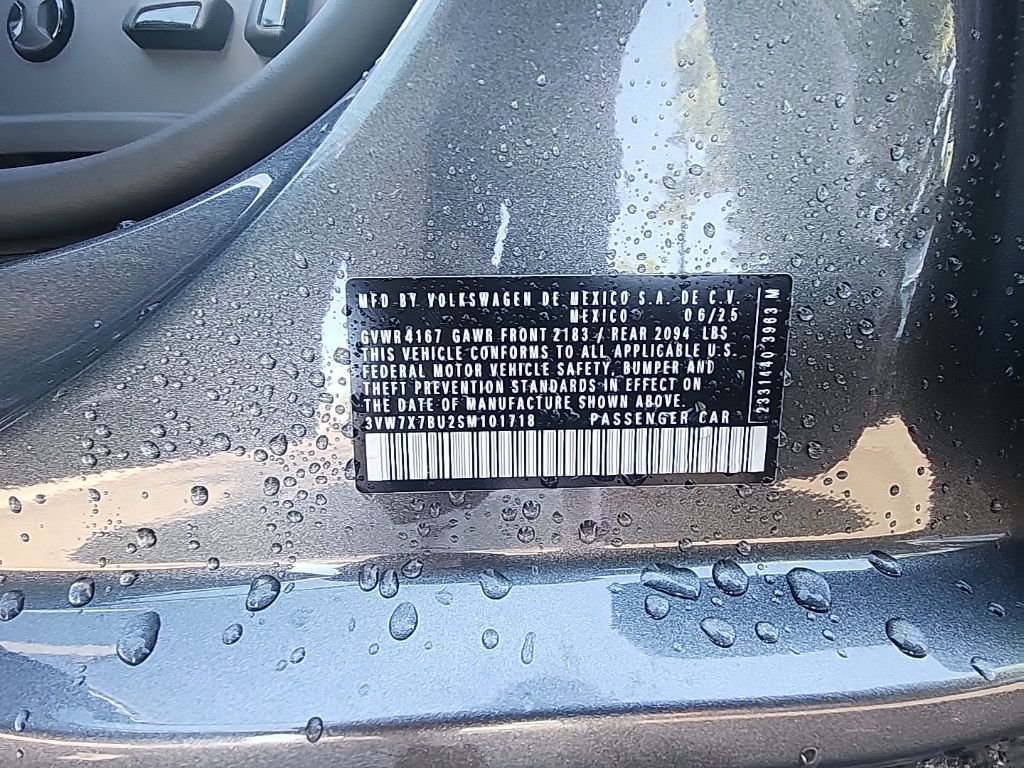 MFD BY VOLKSWAGEN DE MEXICO S.A. DE C.V.
MEXICO 06/25
GVWR 4167 GAWR FRONT 2183 / REAR 2094 LBS
THIS VEHICLE CONFORMS TO ALL APPLICABLE U.S.
FEDERAL MOTOR VEHICLE SAFETY, BUMPER AND
THEFT PREVENTION STANDARDS IN EFFECT ON
THE DATE OF MANUFACTURE SHOWN ABOVE.
3VW7X7BU2SM101718 PASSENGER CAR
2331440 3963 M